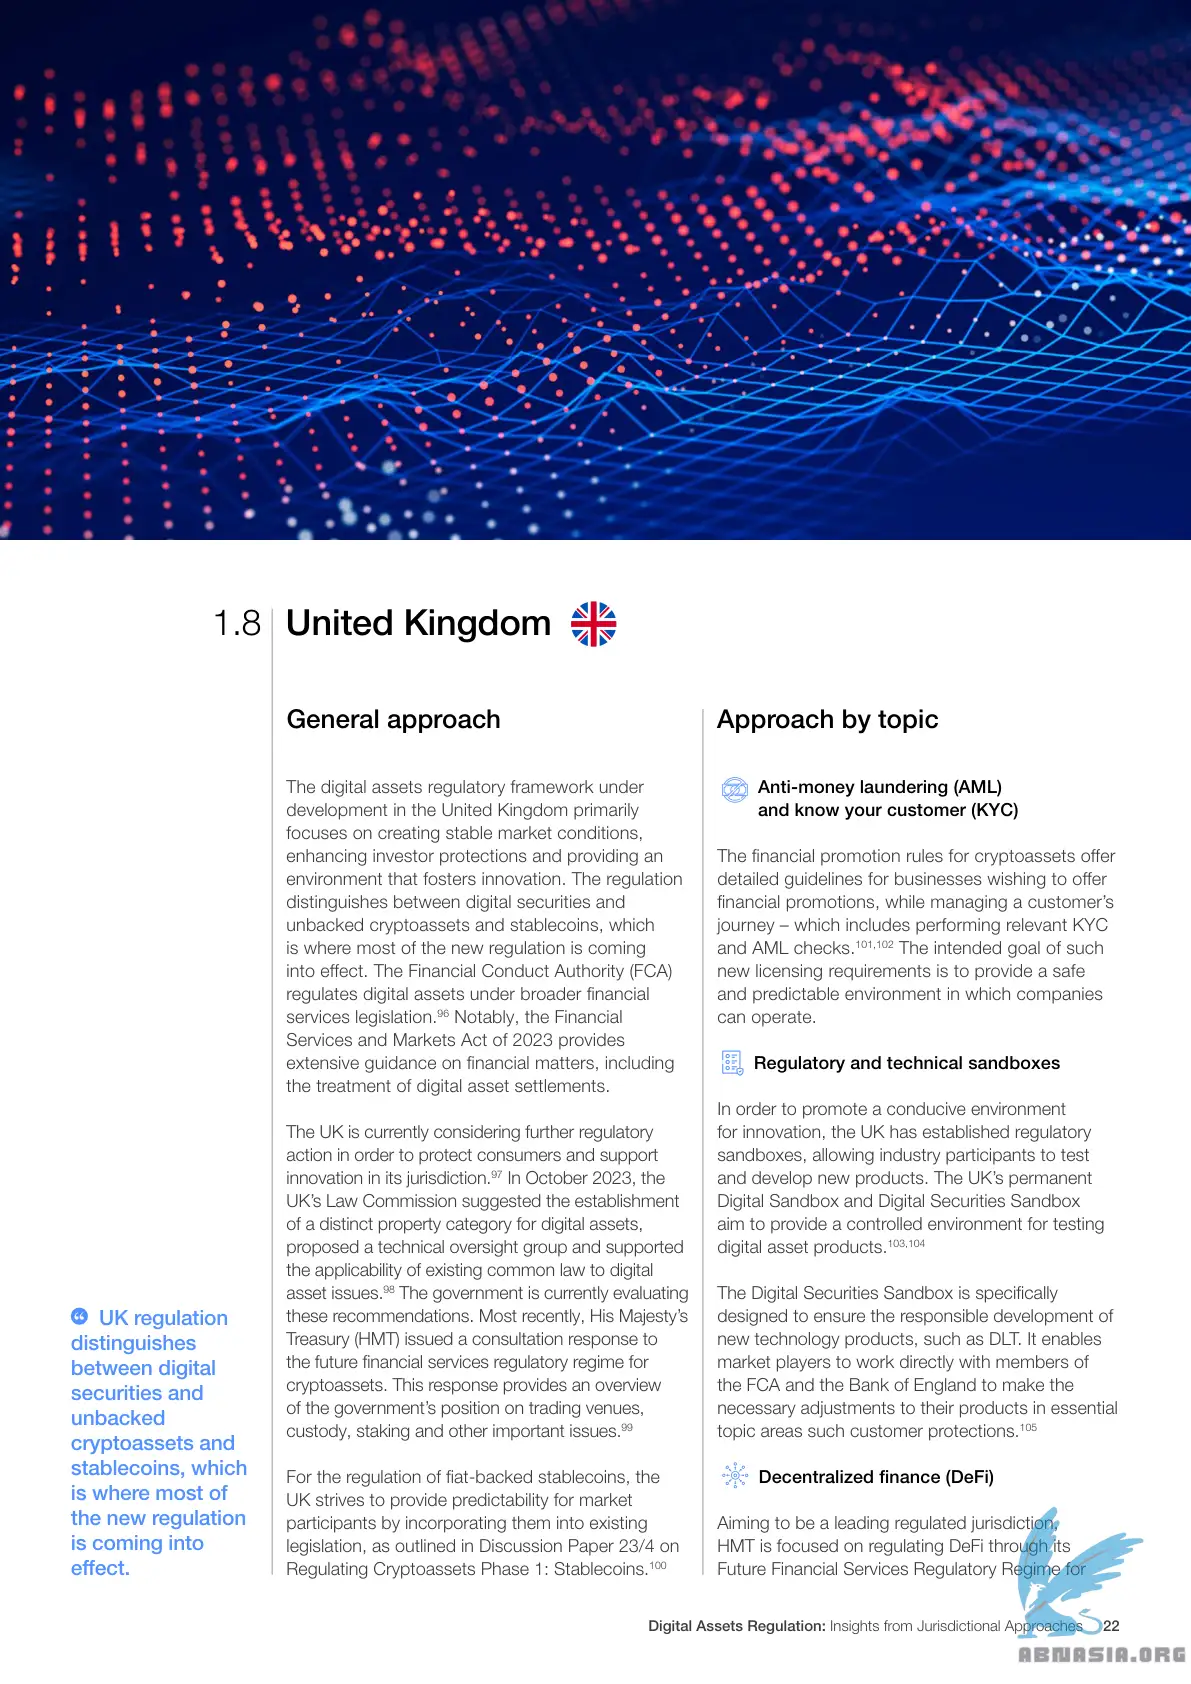 1.8 United Kingdom
General approach
The digital assets regulatory framework under
development in the United Kingdom primarily
focuses on creating stable market conditions,
enhancing investor protections and providing an
environment that fosters innovation. The regulation
distinguishes between digital securities and
unbacked cryptoassets and stablecoins, which
is where most of the new regulation is coming
into effect. The Financial Conduct Authority (FCA)
regulates digital assets under broader financial
services legislation.96 Notably, the Financial
Services and Markets Act of 2023 provides
extensive guidance on financial matters, including
the treatment of digital asset settlements.
The UK is currently considering further regulatory
action in order to protect consumers and support
innovation in its jurisdiction.97 In October 2023, the
UK's Law Commission suggested the establishment
of a distinct property category for digital assets,
proposed a technical oversight group and supported
the applicability of existing common law to digital
asset issues.98 The government is currently evaluating
these recommendations. Most recently, His Majesty's
Treasury (HMT) issued a consultation response to
the future financial services regulatory regime for
cryptoassets. This response provides an overview
of the government's position on trading venues,
custody, staking and other important issues.99
For the regulation of fiat-backed stablecoins, the
UK strives to provide predictability for market
participants by incorporating them into existing
legislation, as outlined in Discussion Paper 23/4 on
Regulating Cryptoassets Phase 1: Stablecoins.100
“ UK regulation
distinguishes
between digital
securities and
unbacked
cryptoassets and
stablecoins, which
is where most of
the new regulation
is coming into
effect.
Approach by topic
Anti-money laundering (AML)
and know your customer (KYC)
The financial promotion rules for cryptoassets offer
detailed guidelines for businesses wishing to offer
financial promotions, while managing a customer's
journey – which includes performing relevant KYC
and AML checks.101,102 The intended goal of such
new licensing requirements is to provide a safe
and predictable environment in which companies
can operate.
Regulatory and technical sandboxes
In order to promote a conducive environment
for innovation, the UK has established regulatory
sandboxes, allowing industry participants to test
and develop new products. The UK's permanent
Digital Sandbox and Digital Securities Sandbox
aim to provide a controlled environment for testing
digital asset products.103,104
The Digital Securities Sandbox is specifically
designed to ensure the responsible development of
new technology products, such as DLT. It enables
market players to work directly with members of
the FCA and the Bank of England to make the
necessary adjustments to their products in essential
topic areas such customer protections.105
Decentralized finance (DeFi)
Aiming to be a leading regulated jurisdiction,
HMT is focused on regulating DeFi through its
Future Financial Services Regulatory Regime for
Digital Assets Regulation: Insights from Jurisdictional Approaches 22
ABNASIA.ORG